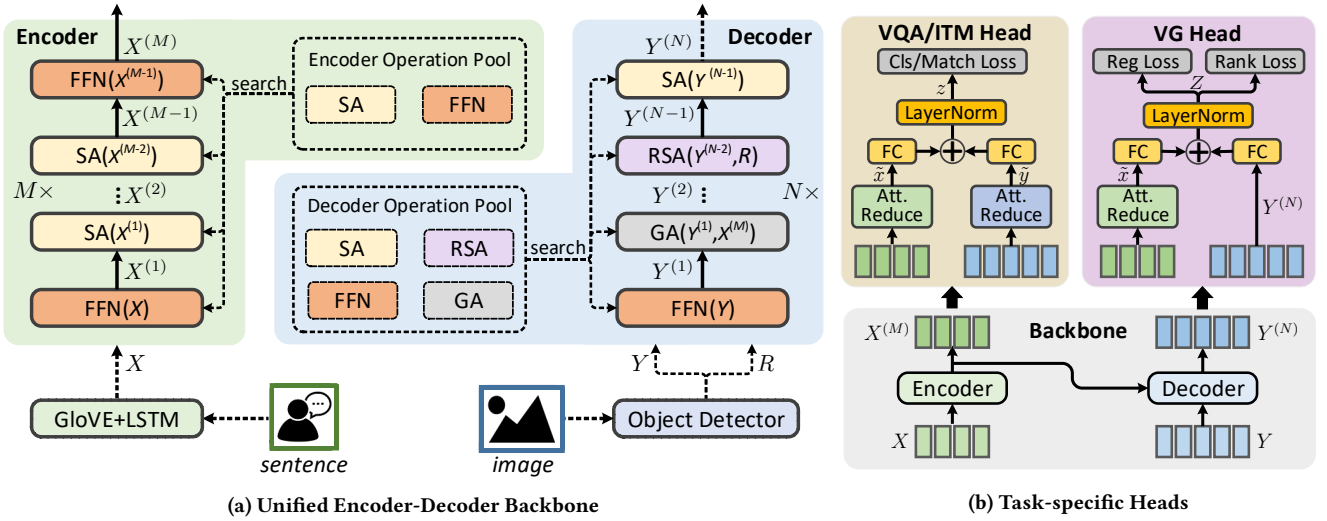 Encoder
X^(M)
FFN(X^(M-1))
X^(M-1)
SA(X^(M-2))
M×
⋮ X^(2)
SA(X^(1))
X^(1)
FFN(X)
X
GloVE+LSTM
sentence
search
Encoder Operation Pool
SA
FFN
Decoder Operation Pool
SA
RSA
FFN
GA
search
Decoder
Y^(N)
SA(Y^(N-1))
Y^(N-1)
RSA(Y^(N-2),R)
Y^(2) ⋮
N×
GA(Y^(1),X^(M))
Y^(1)
FFN(Y)
Y
R
Object Detector
image
(a) Unified Encoder-Decoder Backbone
VQA/ITM Head
Cls/Match Loss
z
LayerNorm
FC
FC
x̃
ỹ
Att.
Reduce
Att.
Reduce
VG Head
Reg Loss
Rank Loss
Z
LayerNorm
FC
FC
x̃
Y^(N)
Att.
Reduce
Backbone
X^(M)
Y^(N)
Encoder
Decoder
X
Y
(b) Task-specific Heads